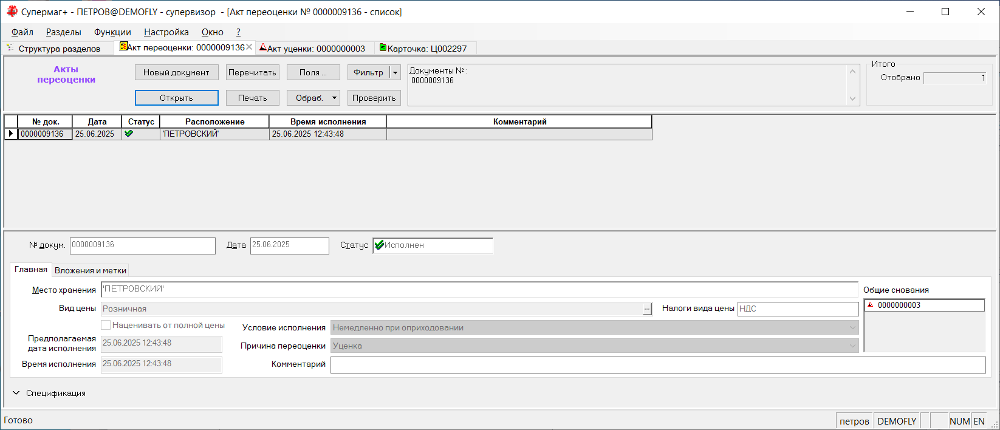 Супермаг+ - ПЕТРОВ@DEMOFLY - супервизор - [Акт переоценки № 0000009136 - список]
Файл Разделы Функции Настройка Окно ?
Структура разделов Акт переоценки: 0000009136 Акт уценки: 0000000003 Карточка: Ц002297
Акты переоценки
Новый документ Перечитать Поля ... Фильтр
Открыть Печать Обраб. Проверить
Документы № :
0000009136
Итого
Отобрано 1
№ док. Дата Статус Расположение Время исполнения Комментарий
0000009136 25.06.2025 'ПЕТРОВСКИЙ' 25.06.2025 12:43:48
№ докум. 0000009136 Дата 25.06.2025 Статус Исполнен
Главная Вложения и метки
Место хранения 'ПЕТРОВСКИЙ' Общие снования
Вид цены Розничная ... Налоги вида цены НДС 0000000003
Наценивать от полной цены Условие исполнения Немедленно при оприходовании
Предполагаемая дата исполнения 25.06.2025 12:43:48 Причина переоценки Уценка
Время исполнения 25.06.2025 12:43:48 Комментарий
Спецификация
Готово петров DEMOFLY NUM EN